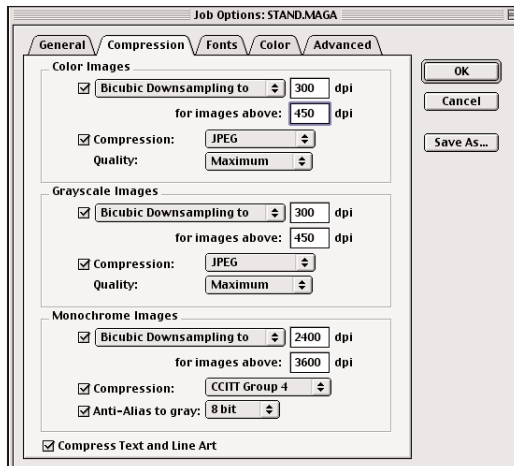 Job Options: STAND.MAGA
General Compression Fonts Color Advanced
Color Images
Bicubic Downsampling to 300 dpi
for images above: 450 dpi
Compression: JPEG
Quality: Maximum
Grayscale Images
Bicubic Downsampling to 300 dpi
for images above: 450 dpi
Compression: JPEG
Quality: Maximum
Monochrome Images
Bicubic Downsampling to 2400 dpi
for images above: 3600 dpi
Compression: CCITT Group 4
Anti-Alias to gray: 8 bit
Compress Text and Line Art
OK
Cancel
Save As...